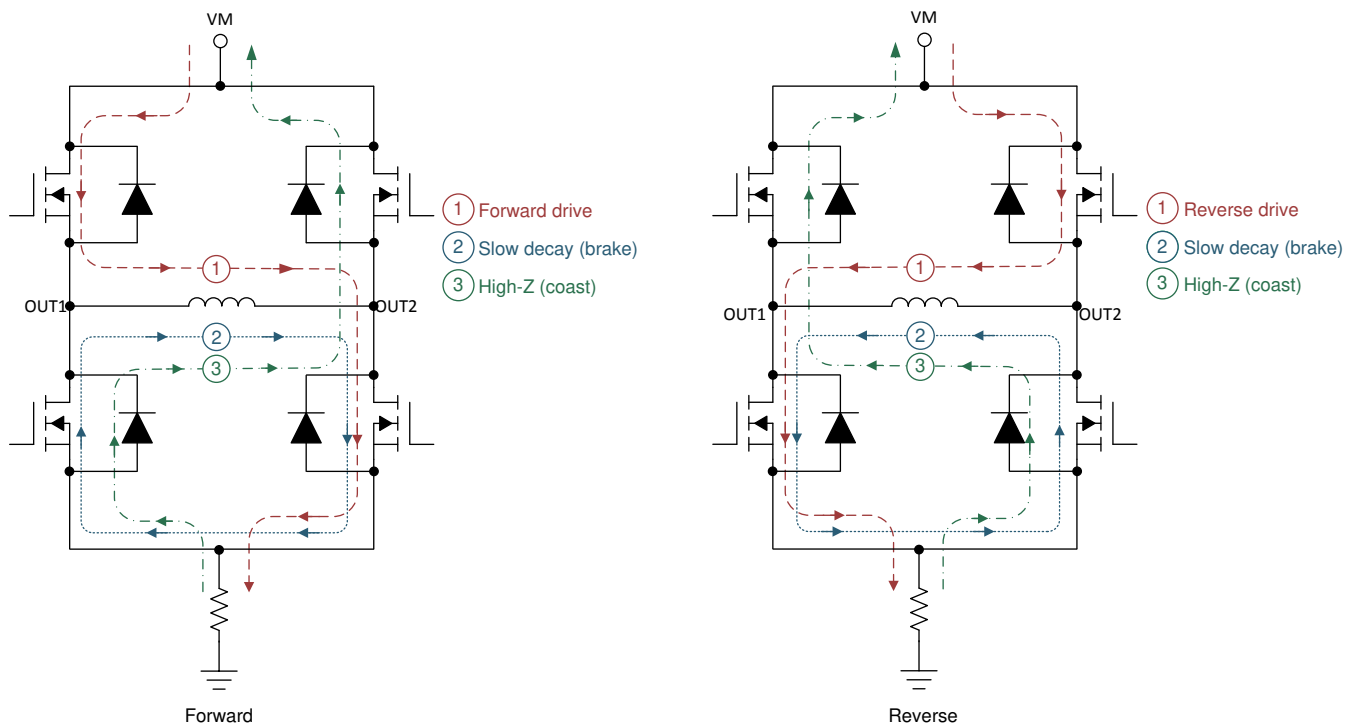 VM
1 Forward drive
2 Slow decay (brake)
3 High-Z (coast)
1
OUT1
OUT2
2
3
Forward
VM
1 Reverse drive
2 Slow decay (brake)
3 High-Z (coast)
1
OUT1
OUT2
2
3
Reverse